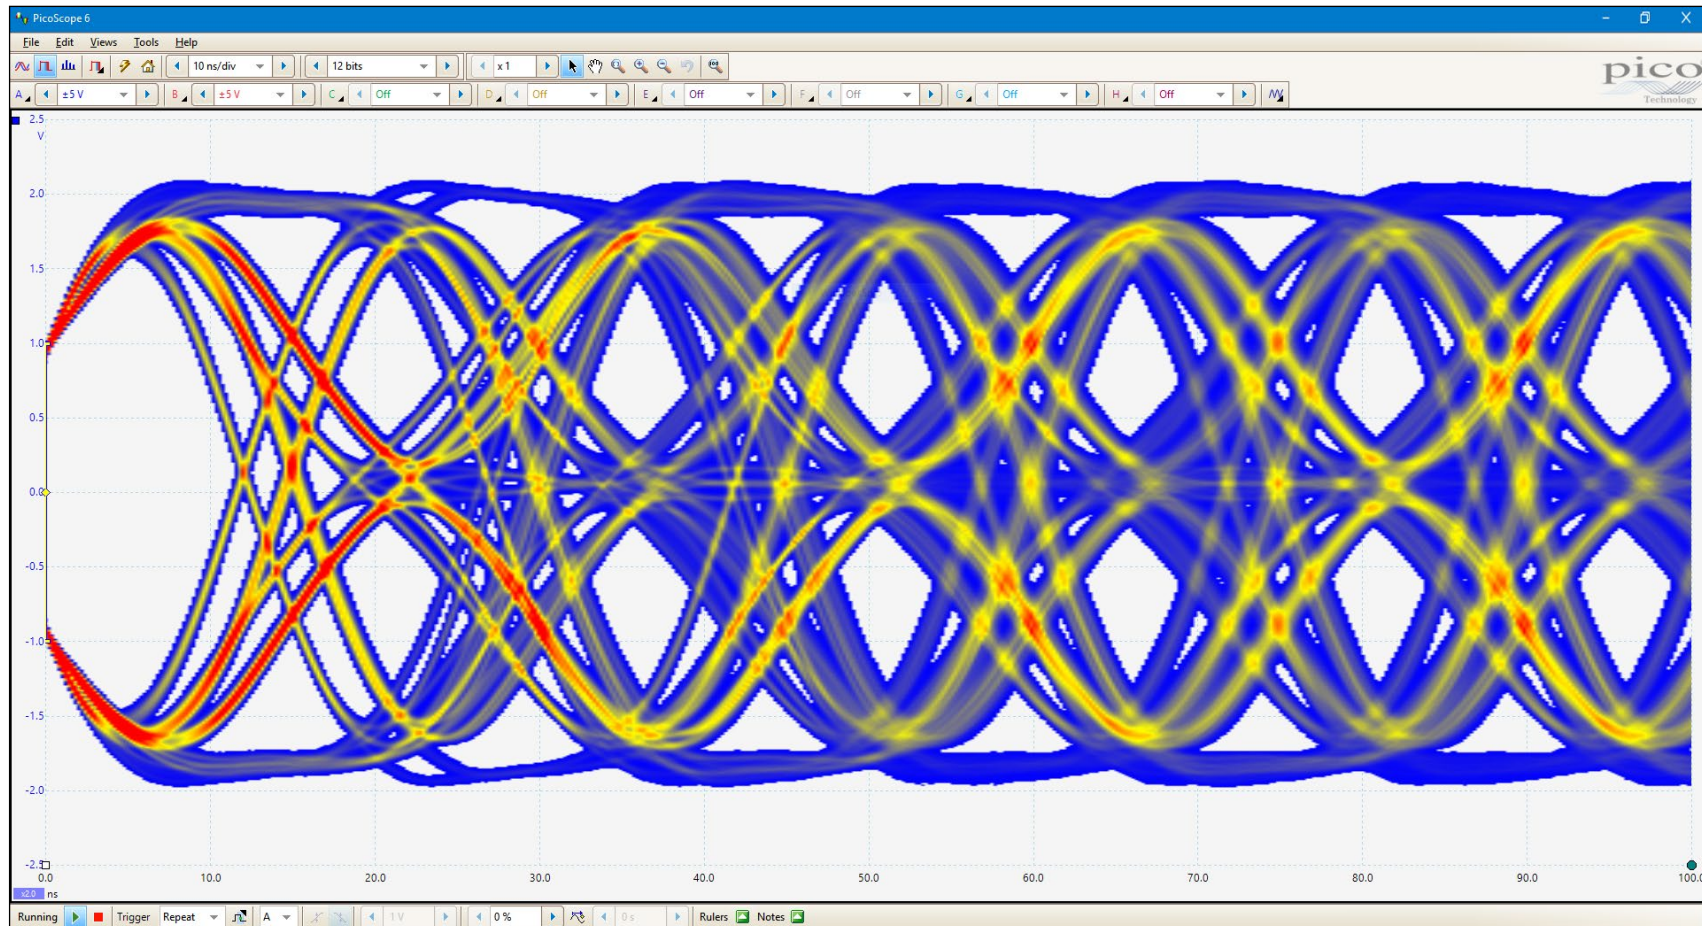 PicoScope 6
File Edit Views Tools Help
10 ns/div 12 bits x 1
A ±5 V B ±5 V C Off D Off E Off F Off G Off H Off
pico
Technology
2.5
V
2.0
1.5
1.0
0.5
0.0
-0.5
-1.0
-1.5
-2.0
-2.5
0.0 10.0 20.0 30.0 40.0 50.0 60.0 70.0 80.0 90.0 100.0
x2.0 ns
Running Trigger Repeat A 1 V 0 % 0 s Rulers Notes